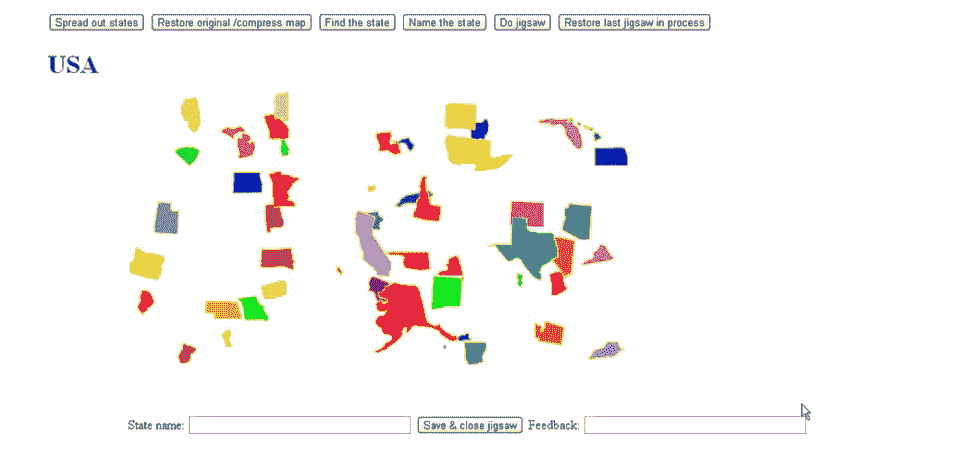 Spread out states Restore original /compress map Find the state Name the state Do jigsaw Restore last jigsaw in process
USA
State name: Save & close jigsaw Feedback: